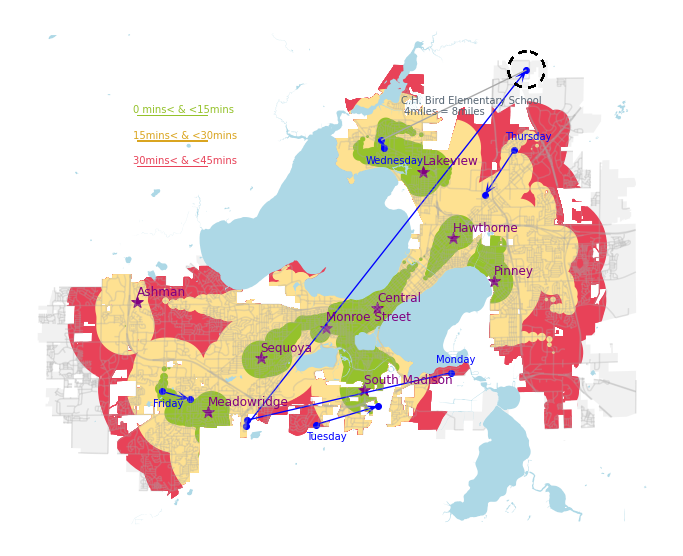 0 mins< & <15mins
15mins< & <30mins
30mins< & <45mins
C.H. Bird Elementary School
4miles = 8miles
Thursday
Wednesday
Lakeview
Hawthorne
Pinney
Ashman
Central
Monroe Street
Sequoya
Monday
South Madison
Friday
Meadowridge
Tuesday